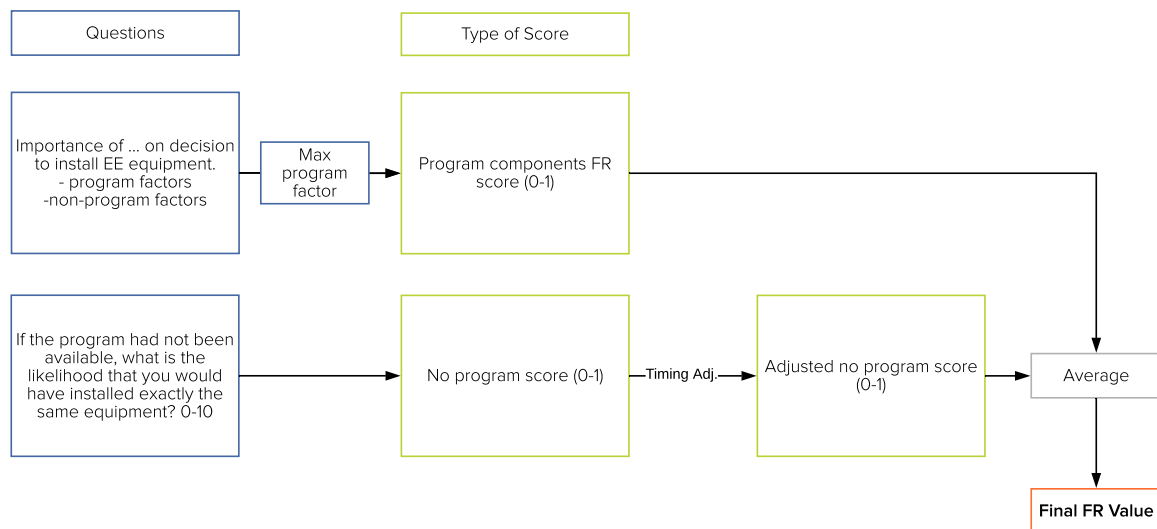 Questions
Type of Score
Importance of ... on decision
to install EE equipment.
- program factors
-non-program factors
Max
program
factor
Program components FR
score (0-1)
If the program had not been
available, what is the
likelihood that you would
have installed exactly the
same equipment? 0-10
No program score (0-1)
Timing Adj.
Adjusted no program score
(0-1)
Average
Final FR Value